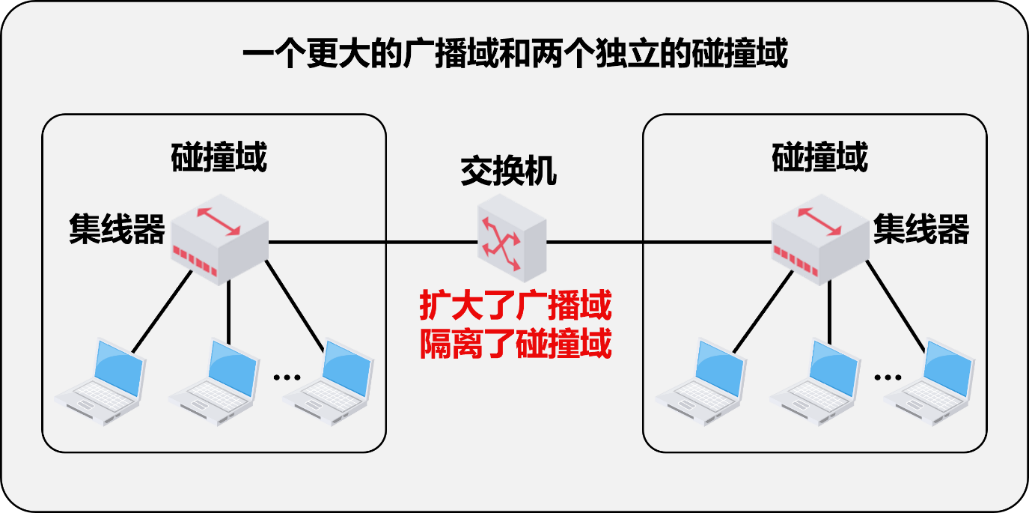 一个更大的广播域和两个独立的碰撞域
碰撞域
集线器
交换机
扩大了广播域
隔离了碰撞域
碰撞域
集线器
...
...